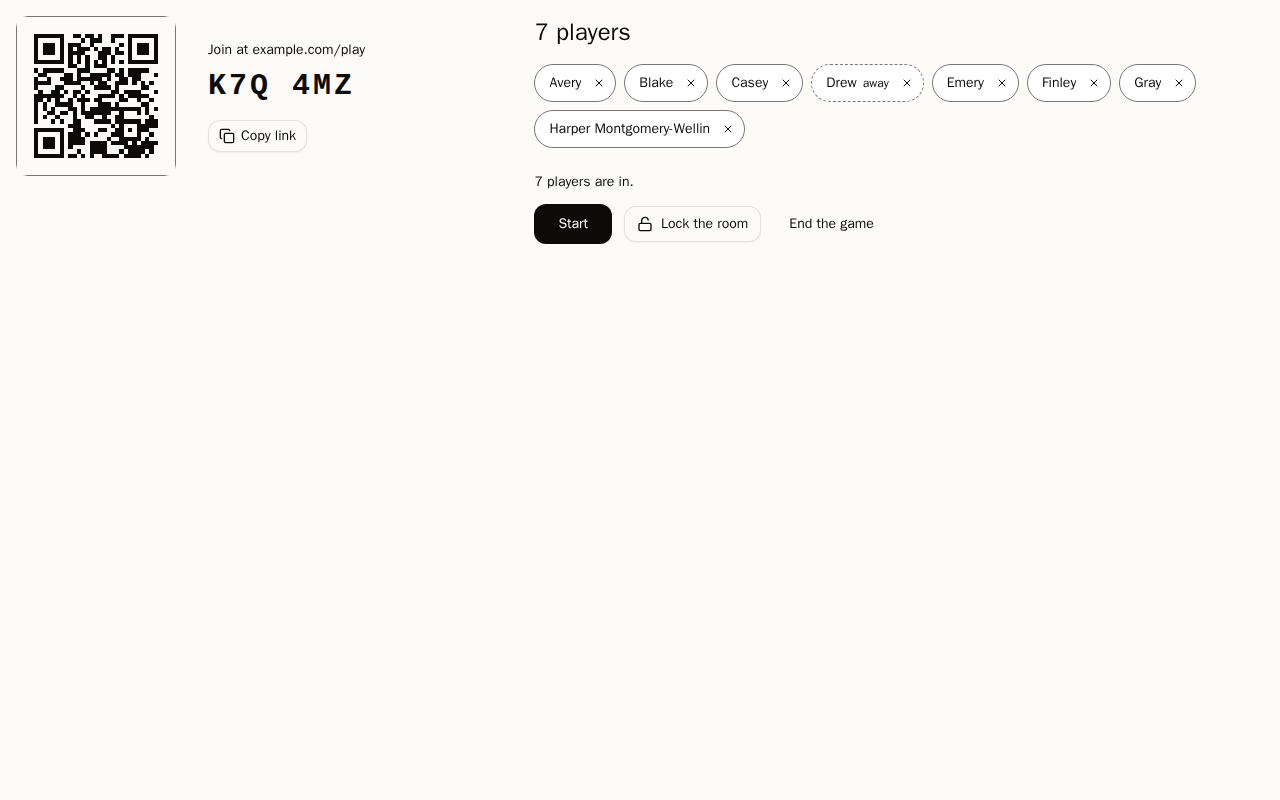 Join at example.com/play
K7Q 4MZ
Copy link
7 players
Avery
Blake
Casey
Drew away
Emery
Finley
Gray
Harper Montgomery-Wellin
7 players are in.
Start
Lock the room
End the game